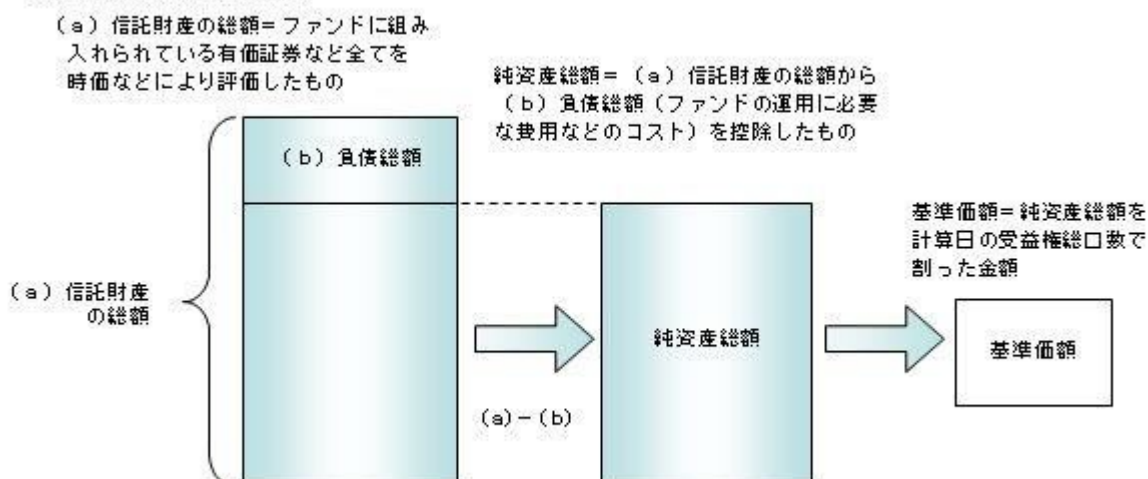 （a）信託財産の総額＝ファンドに組み
入れられている有価証券など全てを
時価などにより評価したもの
純資産総額＝（a）信託財産の総額から
（b）負債総額（ファンドの運用に必要
な費用などのコスト）を控除したもの
（b）負債総額
基準価額＝純資産総額を
計算日の受益権総口数で
割った金額
（a）信託財産
の総額
純資産総額
基準価額
(a)－(b)